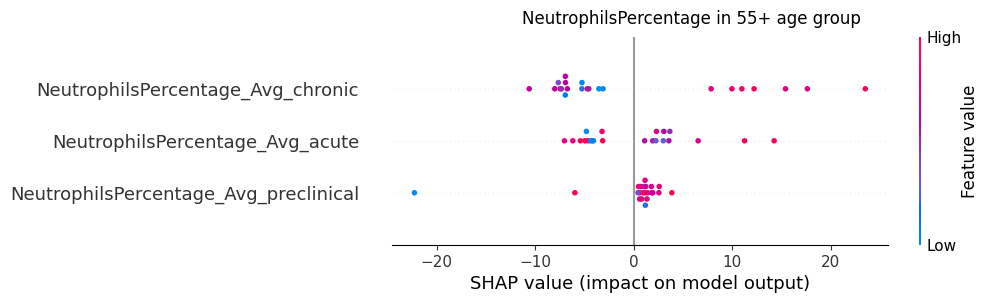 NeutrophilsPercentage in 55+ age group
High
NeutrophilsPercentage_Avg_chronic
NeutrophilsPercentage_Avg_acute
NeutrophilsPercentage_Avg_preclinical
Feature value
Low
−20 −10 0 10 20
SHAP value (impact on model output)